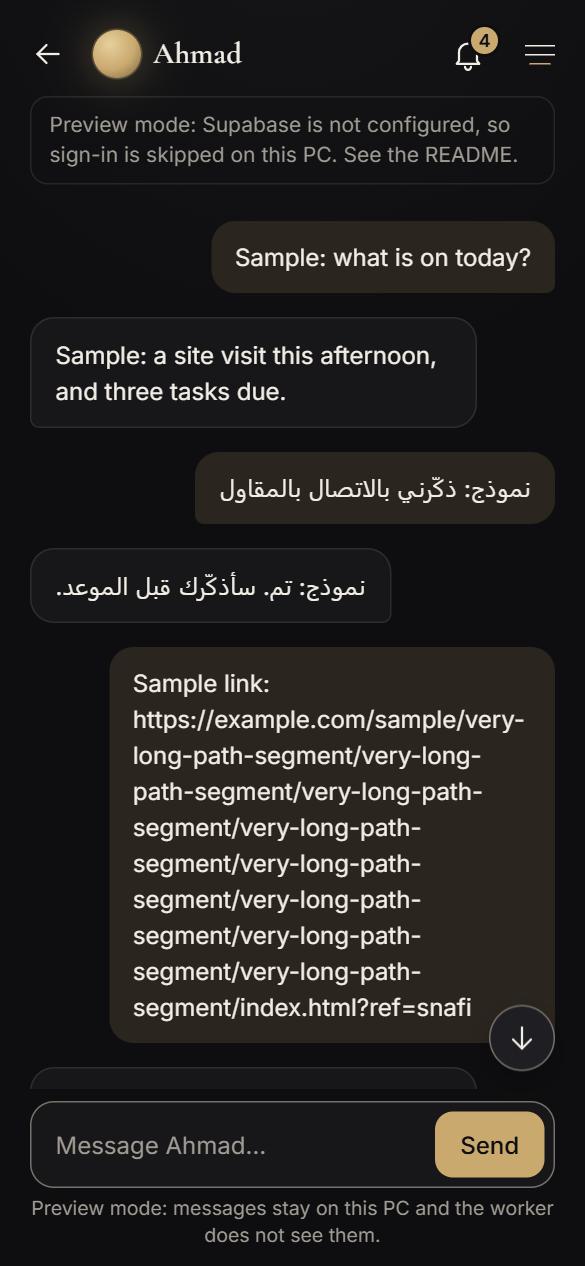 Ahmad
4
Preview mode: Supabase is not configured, so
sign-in is skipped on this PC. See the README.
Sample: what is on today?
Sample: a site visit this afternoon,
and three tasks due.
نموذج: ذكّرني بالاتصال بالمقاول
نموذج: تم. سأذكّرك قبل الموعد.
Sample link:
https://example.com/sample/very-
long-path-segment/very-long-
path-segment/very-long-path-
segment/very-long-path-
segment/very-long-path-
segment/very-long-path-
segment/very-long-path-
segment/very-long-path-
segment/index.html?ref=snafi
Message Ahmad...
Send
Preview mode: messages stay on this PC and the worker
does not see them.